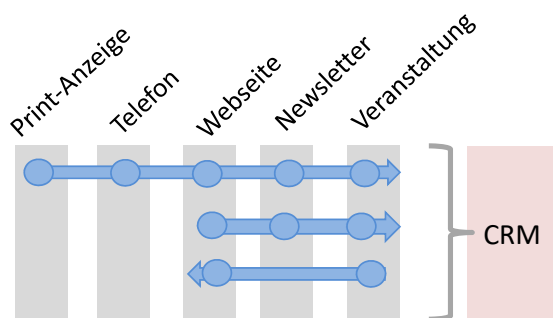 Print-Anzeige
Telefon
Webseite
Newsletter
Veranstaltung
CRM